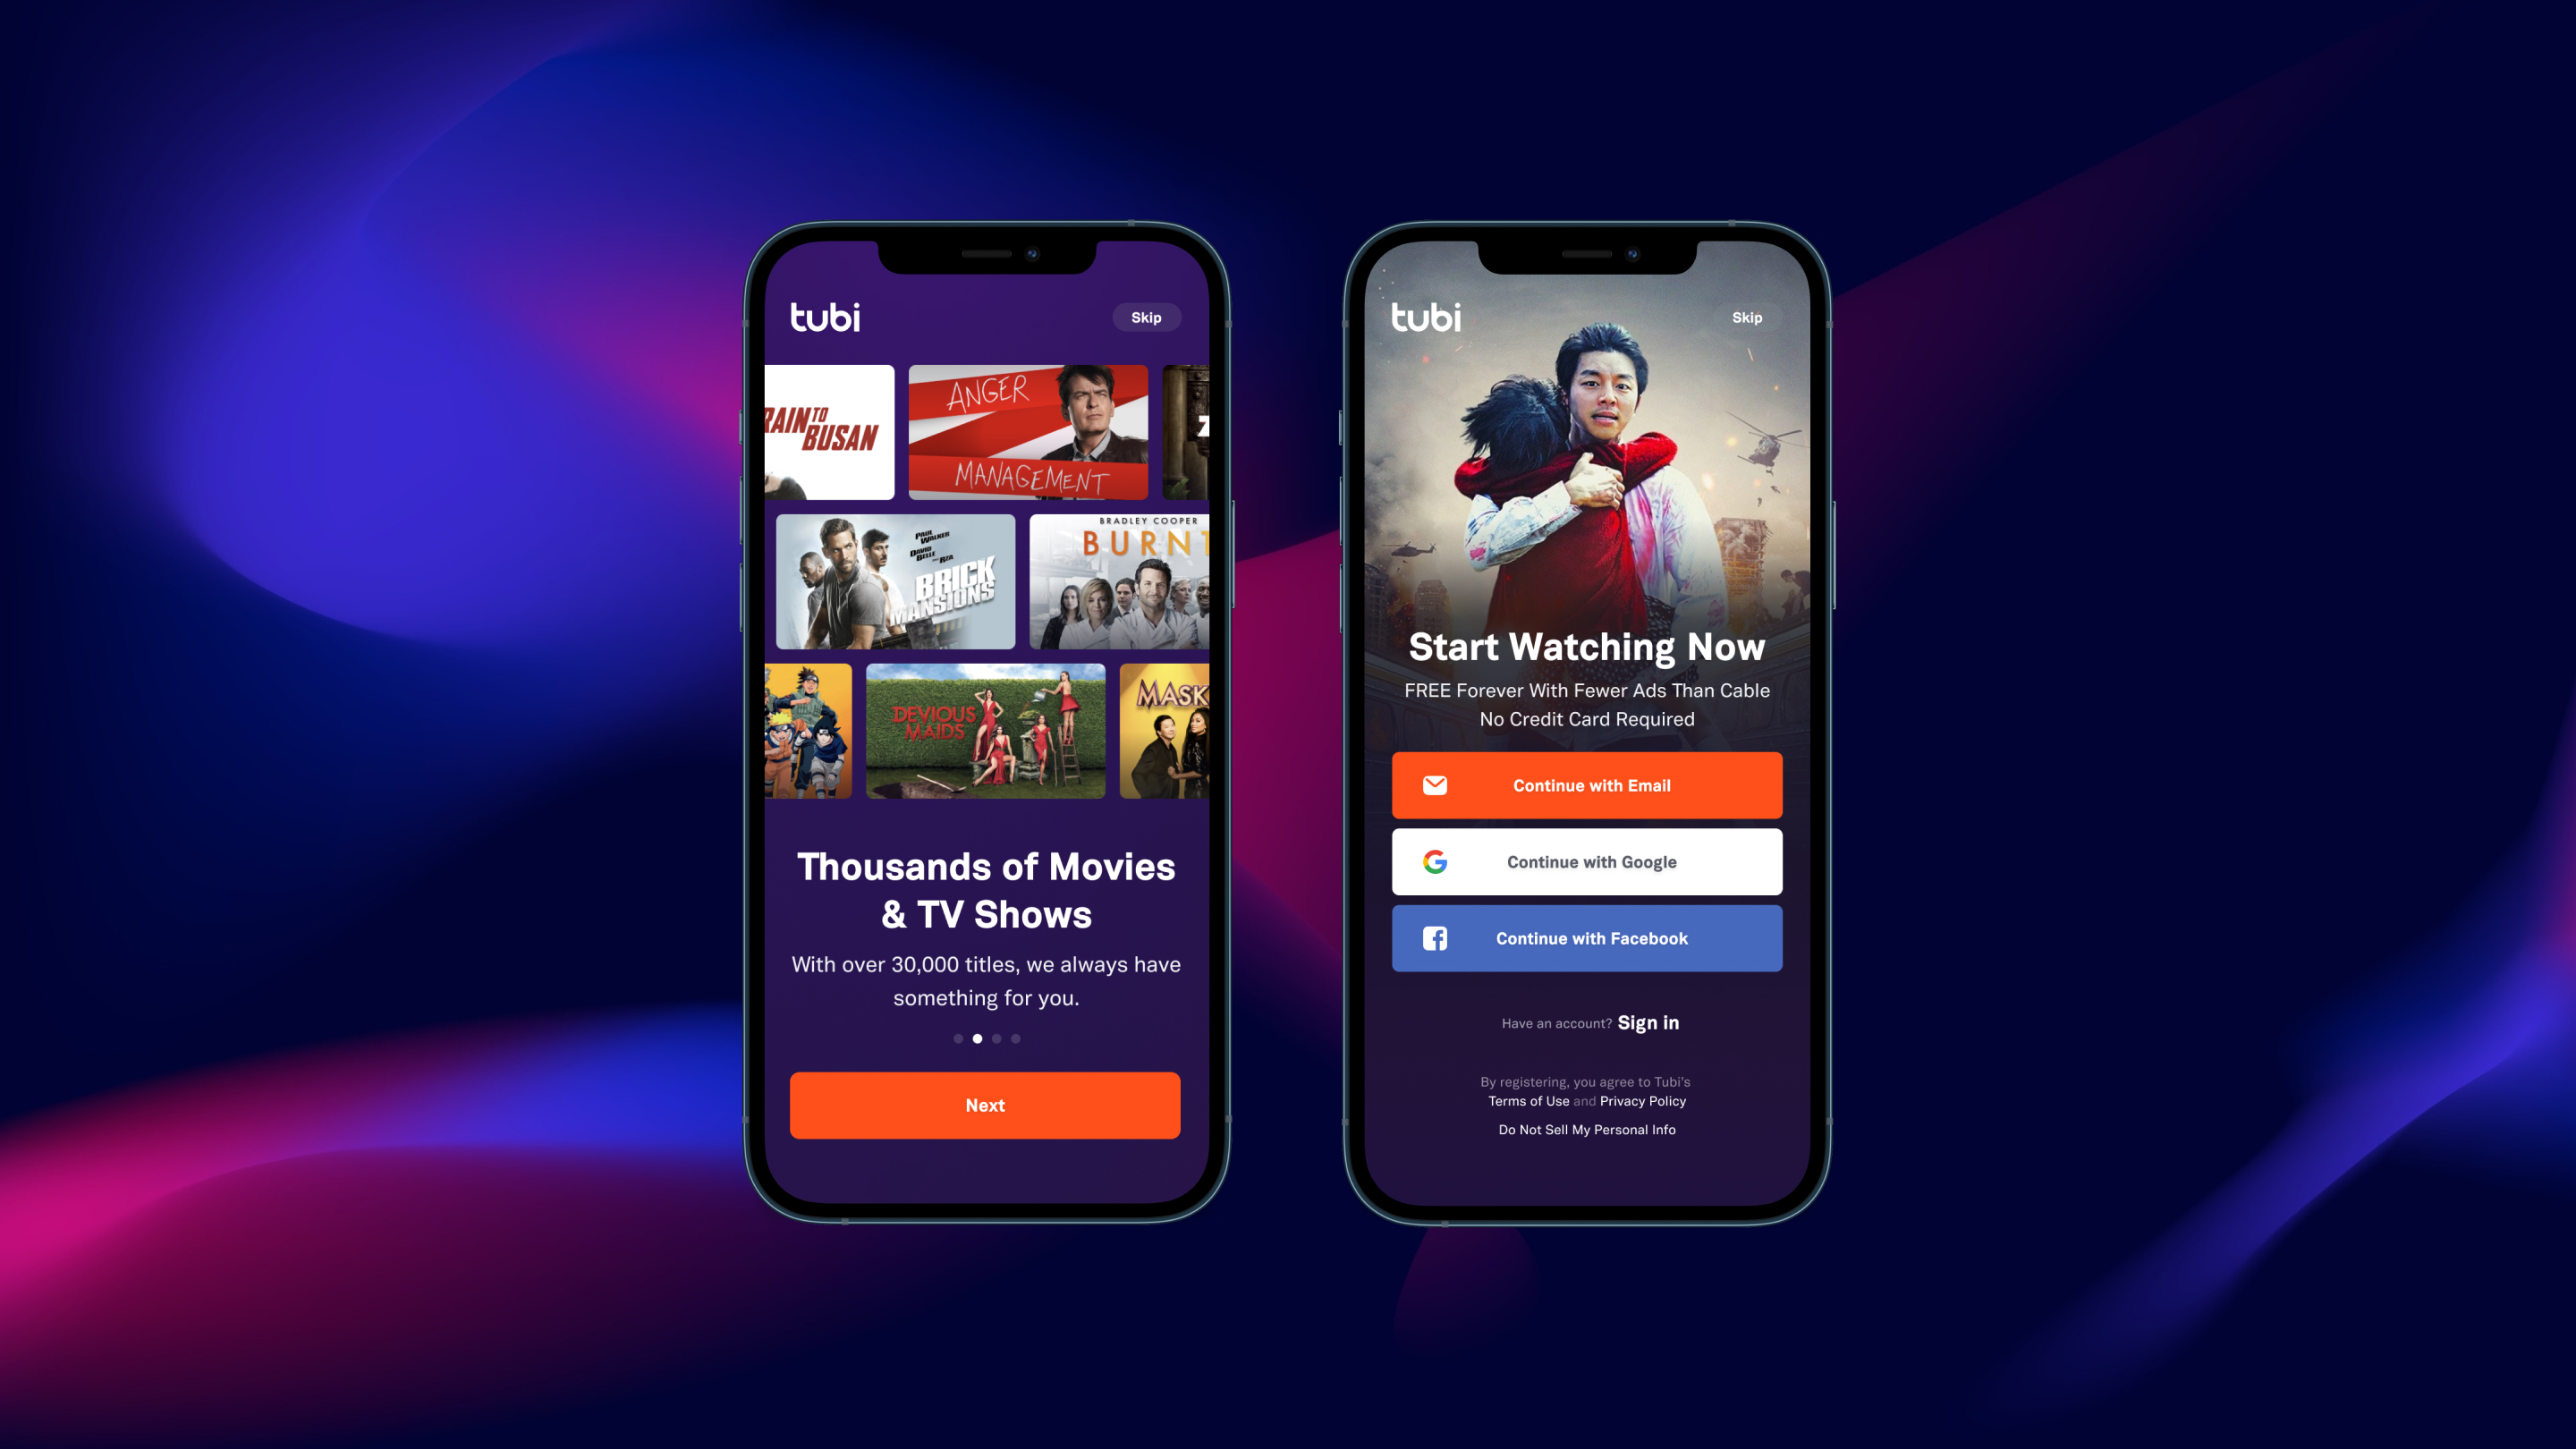 tubi
Skip
RAIN TO
BUSAN
ANGER
MANAGEMENT
PAUL
WALKER
DAVID
BELLE AND RZA
BRICK
MANSIONS
BRADLEY COOPER
BURNT
DEVIOUS
MAIDS
MASK
Thousands of Movies
& TV Shows
With over 30,000 titles, we always have
something for you.
Next
tubi
Skip
Start Watching Now
FREE Forever With Fewer Ads Than Cable
No Credit Card Required
Continue with Email
Continue with Google
Continue with Facebook
Have an account? Sign in
By registering, you agree to Tubi's
Terms of Use and Privacy Policy
Do Not Sell My Personal Info